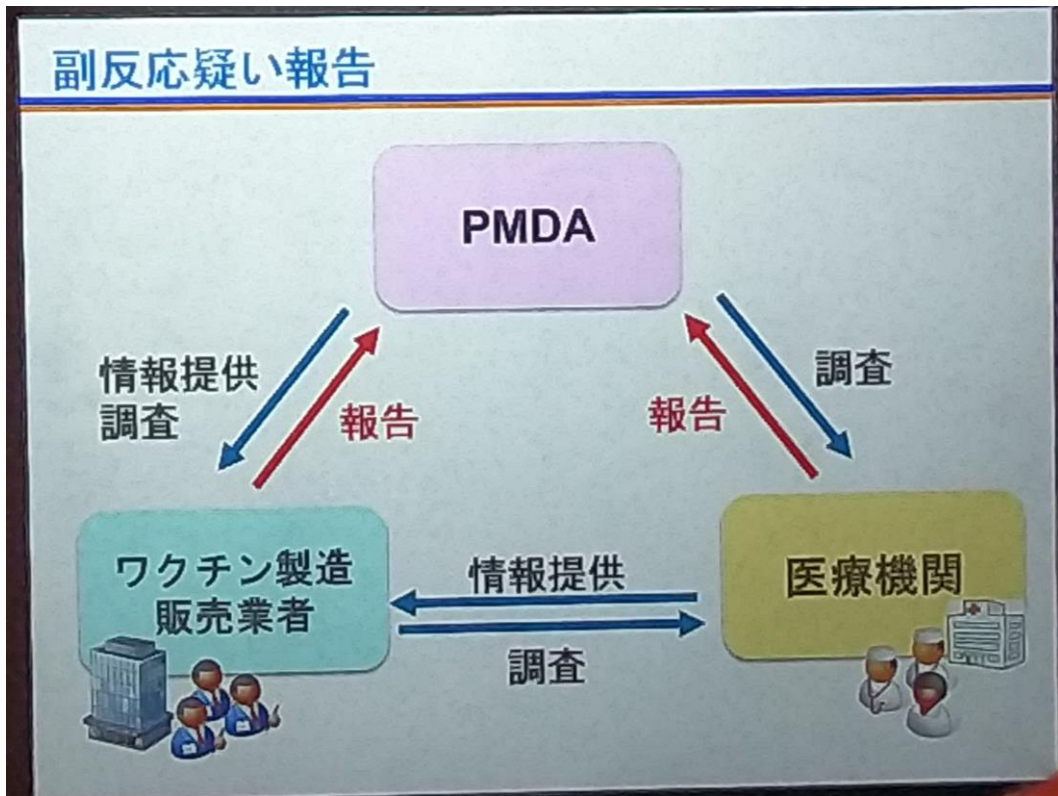 副反応疑い報告
PMDA
情報提供
調査
報告
報告
調査
ワクチン製造
販売業者
情報提供
調査
医療機関